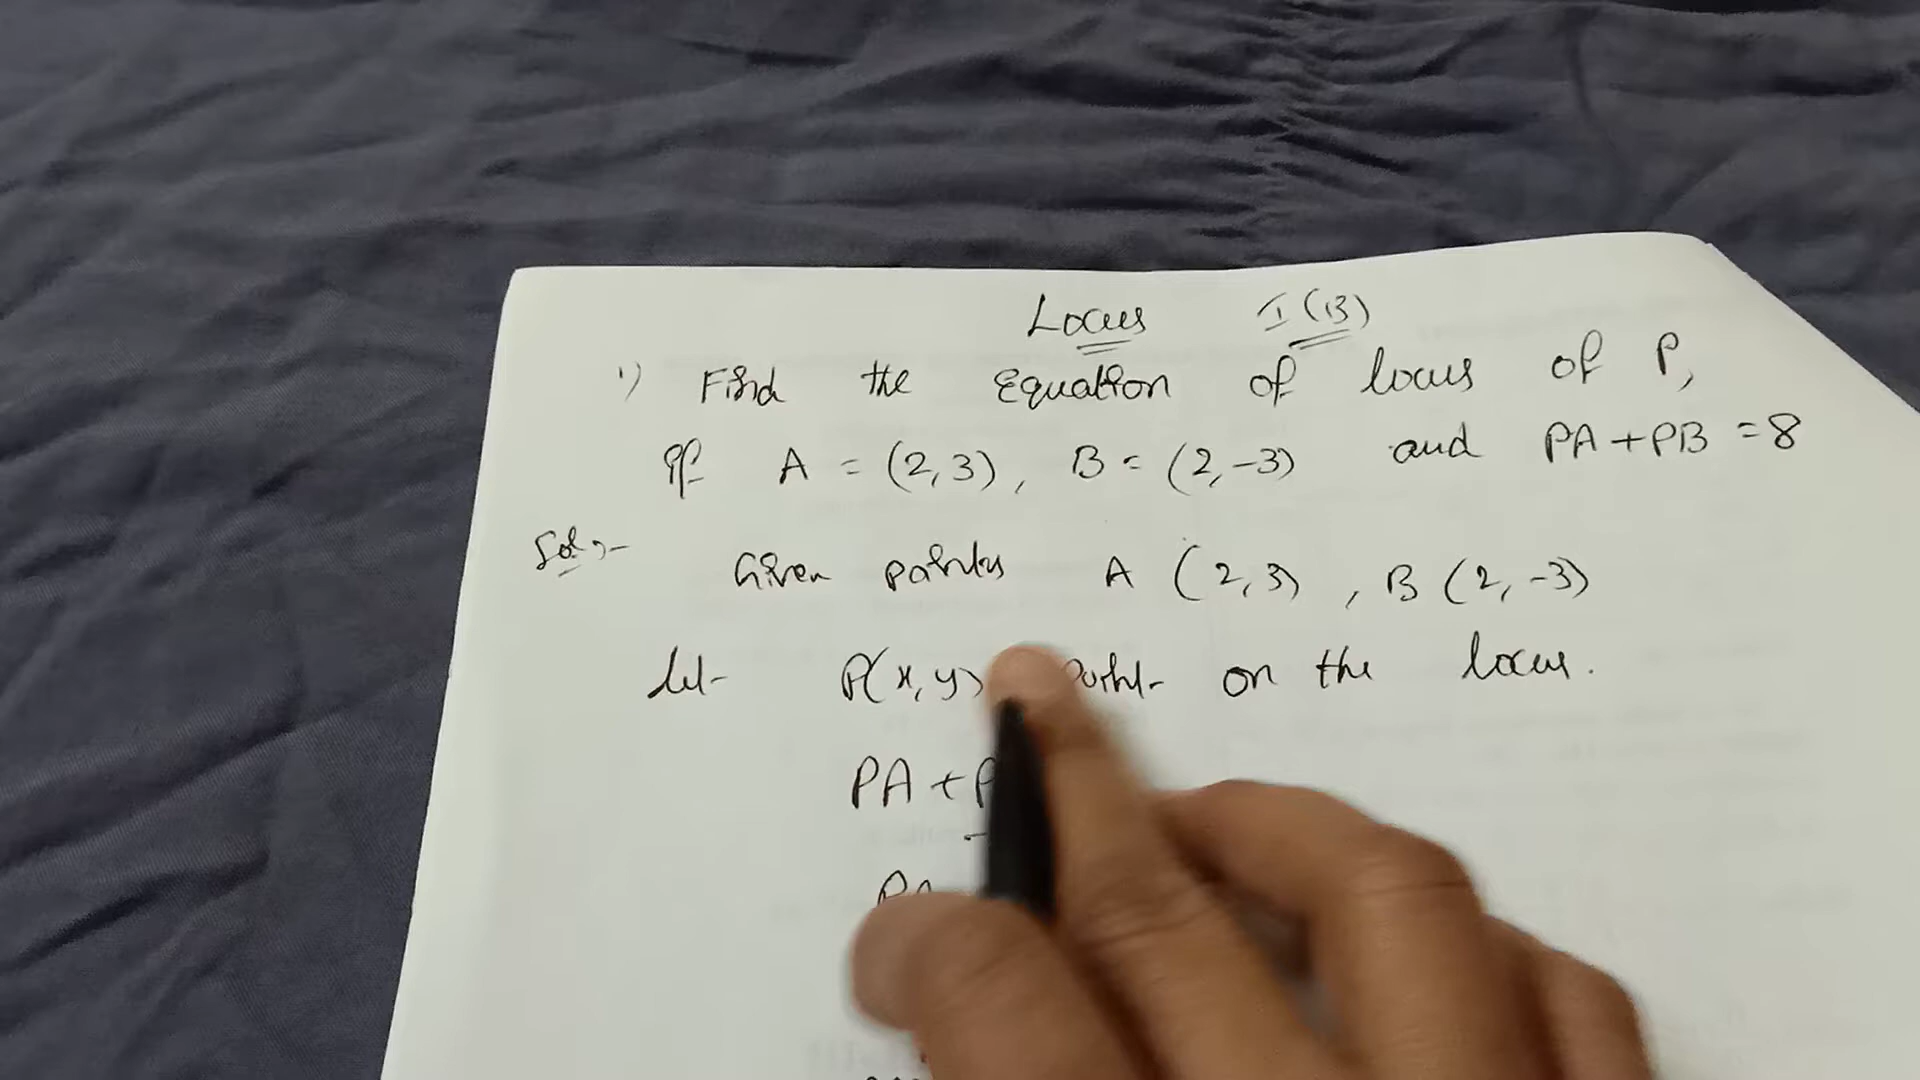 Locus I(B)
1) Find the Equation of locus of P,
if A = (2,3), B = (2,-3) and PA+PB = 8
Sol:-
Given points A (2,3), B (2,-3)
Let P(x,y) point on the locus.
PA + P
PA